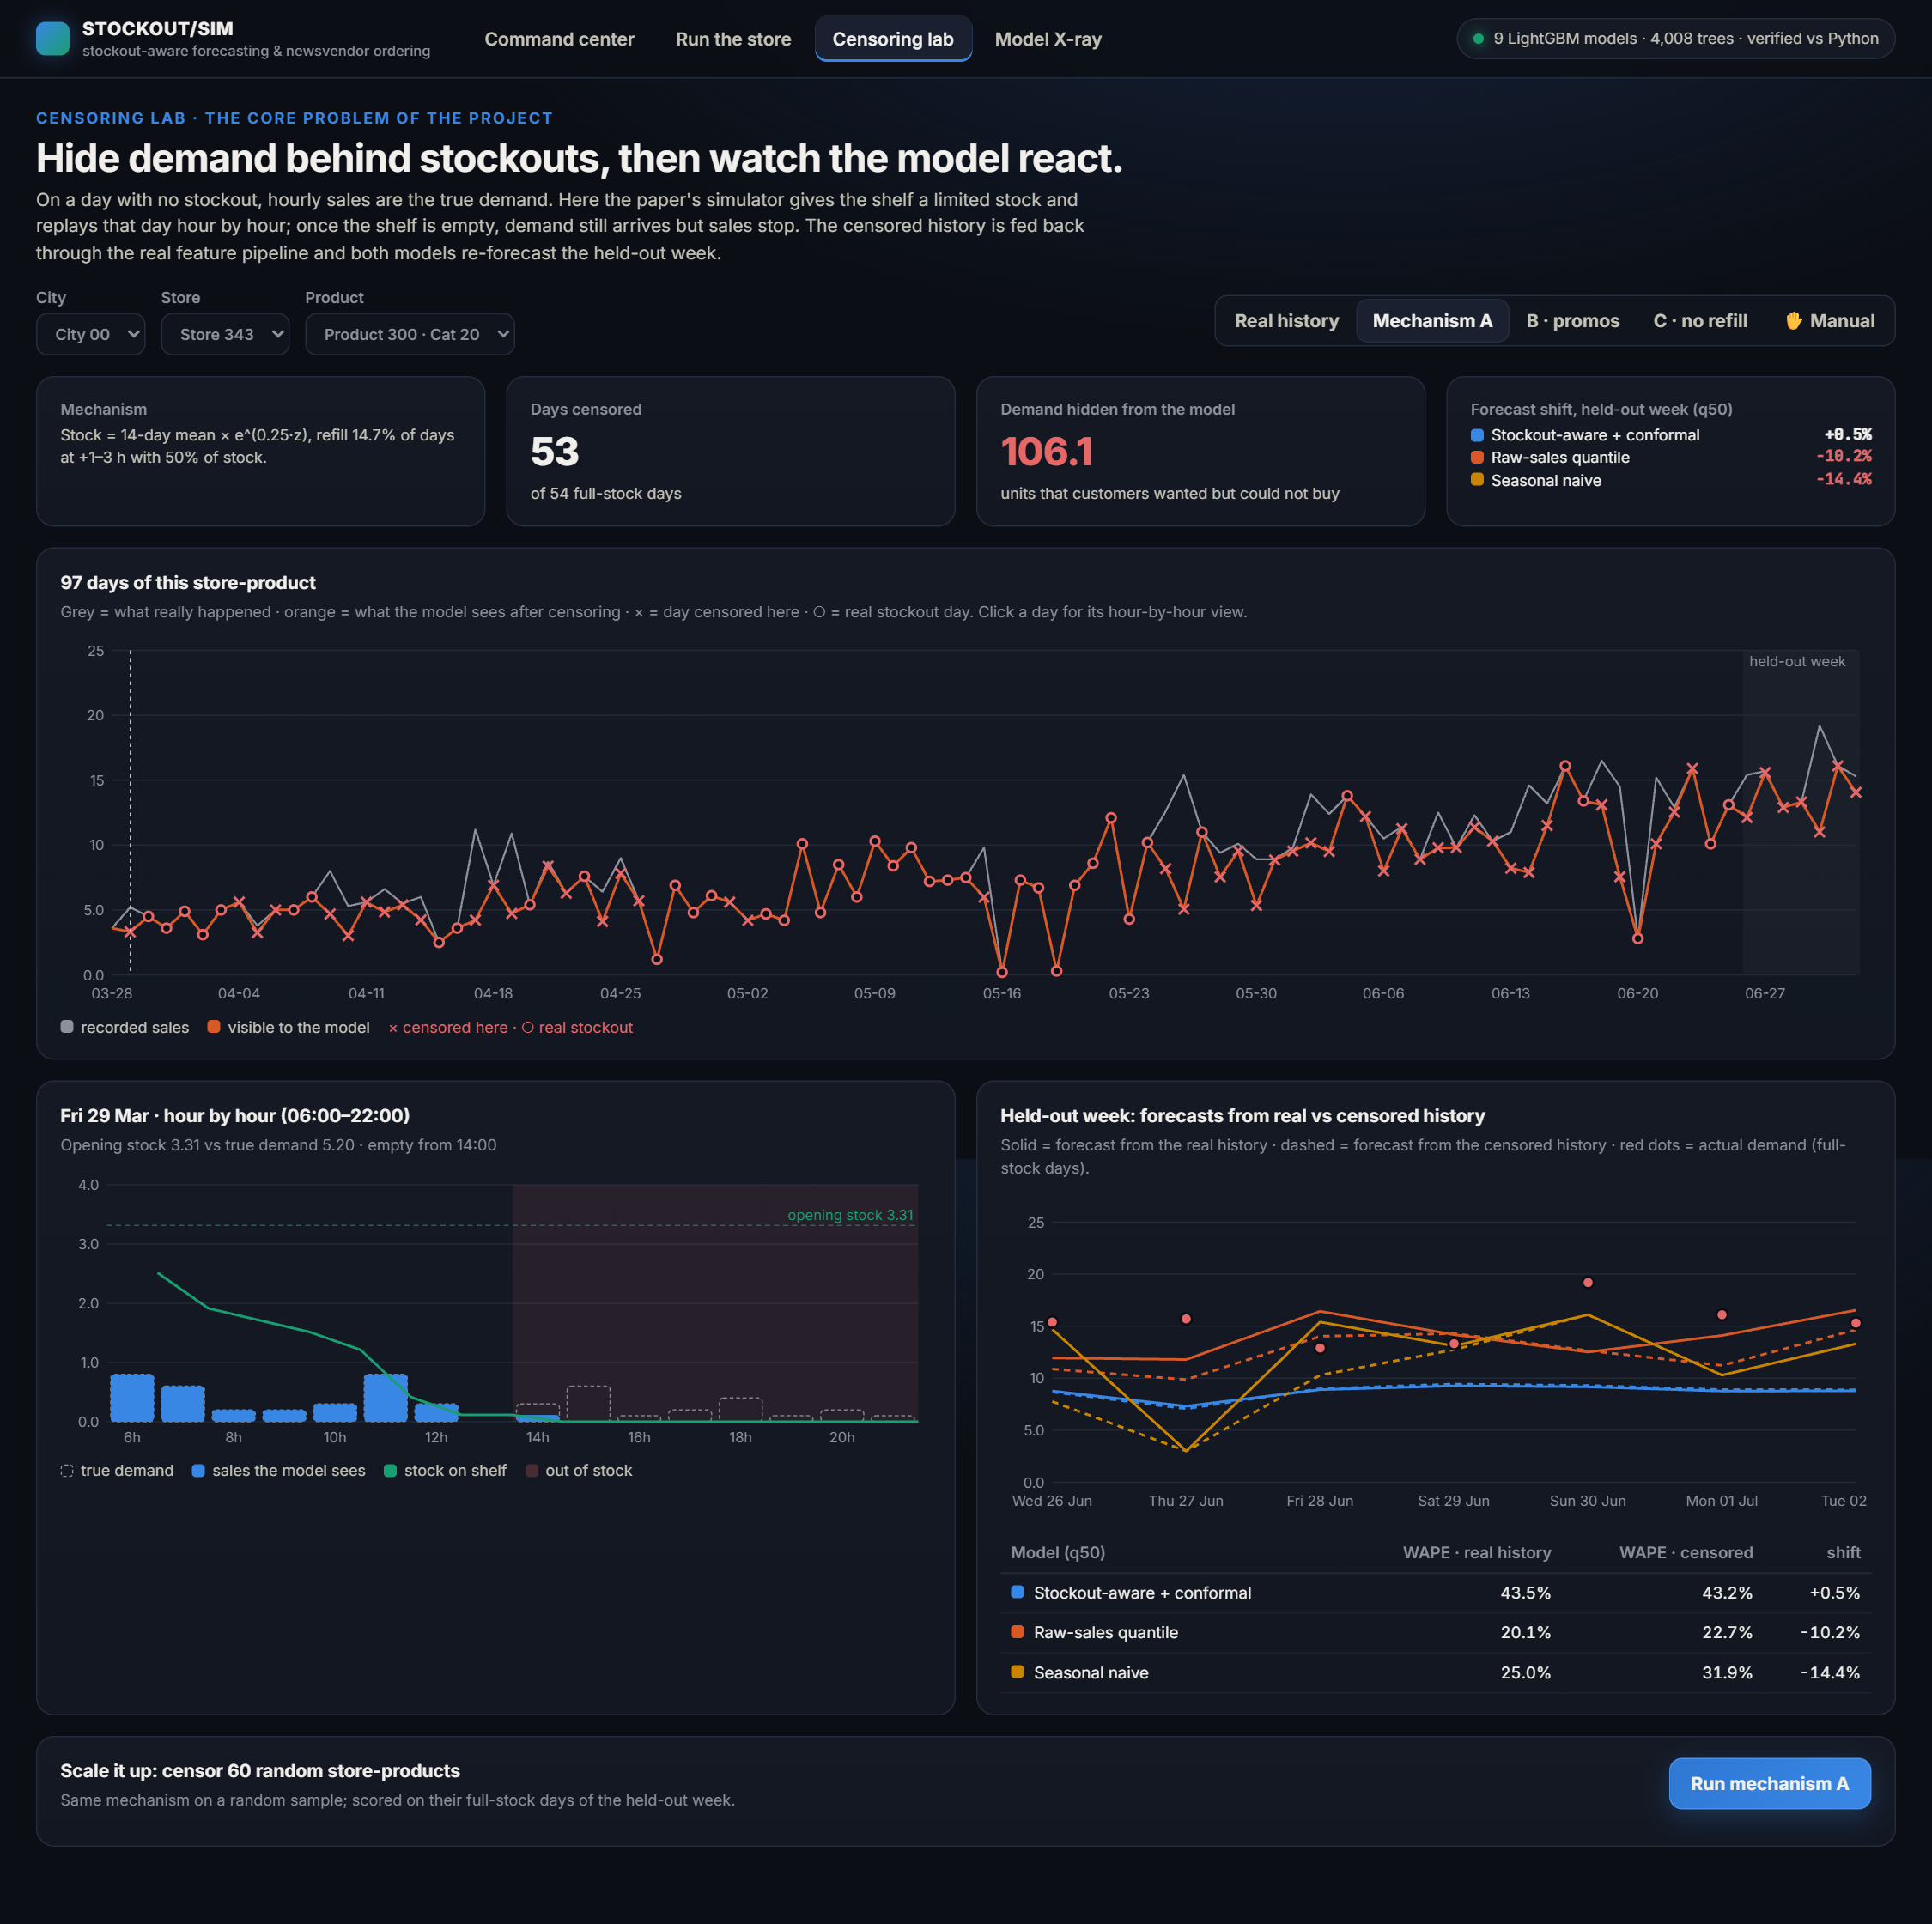 STOCKOUT/SIM
stockout-aware forecasting & newsvendor ordering
Command center
Run the store
Censoring lab
Model X-ray
9 LightGBM models · 4,008 trees · verified vs Python
CENSORING LAB · THE CORE PROBLEM OF THE PROJECT
Hide demand behind stockouts, then watch the model react.
On a day with no stockout, hourly sales are the true demand. Here the paper's simulator gives the shelf a limited stock and
replays that day hour by hour; once the shelf is empty, demand still arrives but sales stop. The censored history is fed back
through the real feature pipeline and both models re-forecast the held-out week.
City
Store
Product
City 00
Store 343
Product 300 · Cat 20
Real history
Mechanism A
B · promos
C · no refill
✋ Manual
Mechanism
Stock = 14-day mean × e^(0.25·z), refill 14.7% of days
at +1–3 h with 50% of stock.
Days censored
53
of 54 full-stock days
Demand hidden from the model
106.1
units that customers wanted but could not buy
Forecast shift, held-out week (q50)
Stockout-aware + conformal +0.5%
Raw-sales quantile -10.2%
Seasonal naive -14.4%
97 days of this store-product
Grey = what really happened · orange = what the model sees after censoring · × = day censored here · ○ = real stockout day. Click a day for its hour-by-hour view.
25
held-out week
20
15
10
5.0
0.0
03-28 04-04 04-11 04-18 04-25 05-02 05-09 05-16 05-23 05-30 06-06 06-13 06-20 06-27
recorded sales visible to the model × censored here · ○ real stockout
Fri 29 Mar · hour by hour (06:00–22:00)
Opening stock 3.31 vs true demand 5.20 · empty from 14:00
4.0
opening stock 3.31
3.0
2.0
1.0
0.0
6h 8h 10h 12h 14h 16h 18h 20h
true demand sales the model sees stock on shelf out of stock
Held-out week: forecasts from real vs censored history
Solid = forecast from the real history · dashed = forecast from the censored history · red dots = actual demand (full-
stock days).
25
20
15
10
5.0
0.0
Wed 26 Jun Thu 27 Jun Fri 28 Jun Sat 29 Jun Sun 30 Jun Mon 01 Jul Tue 02
Model (q50) WAPE · real history WAPE · censored shift
Stockout-aware + conformal 43.5% 43.2% +0.5%
Raw-sales quantile 20.1% 22.7% -10.2%
Seasonal naive 25.0% 31.9% -14.4%
Scale it up: censor 60 random store-products
Same mechanism on a random sample; scored on their full-stock days of the held-out week.
Run mechanism A